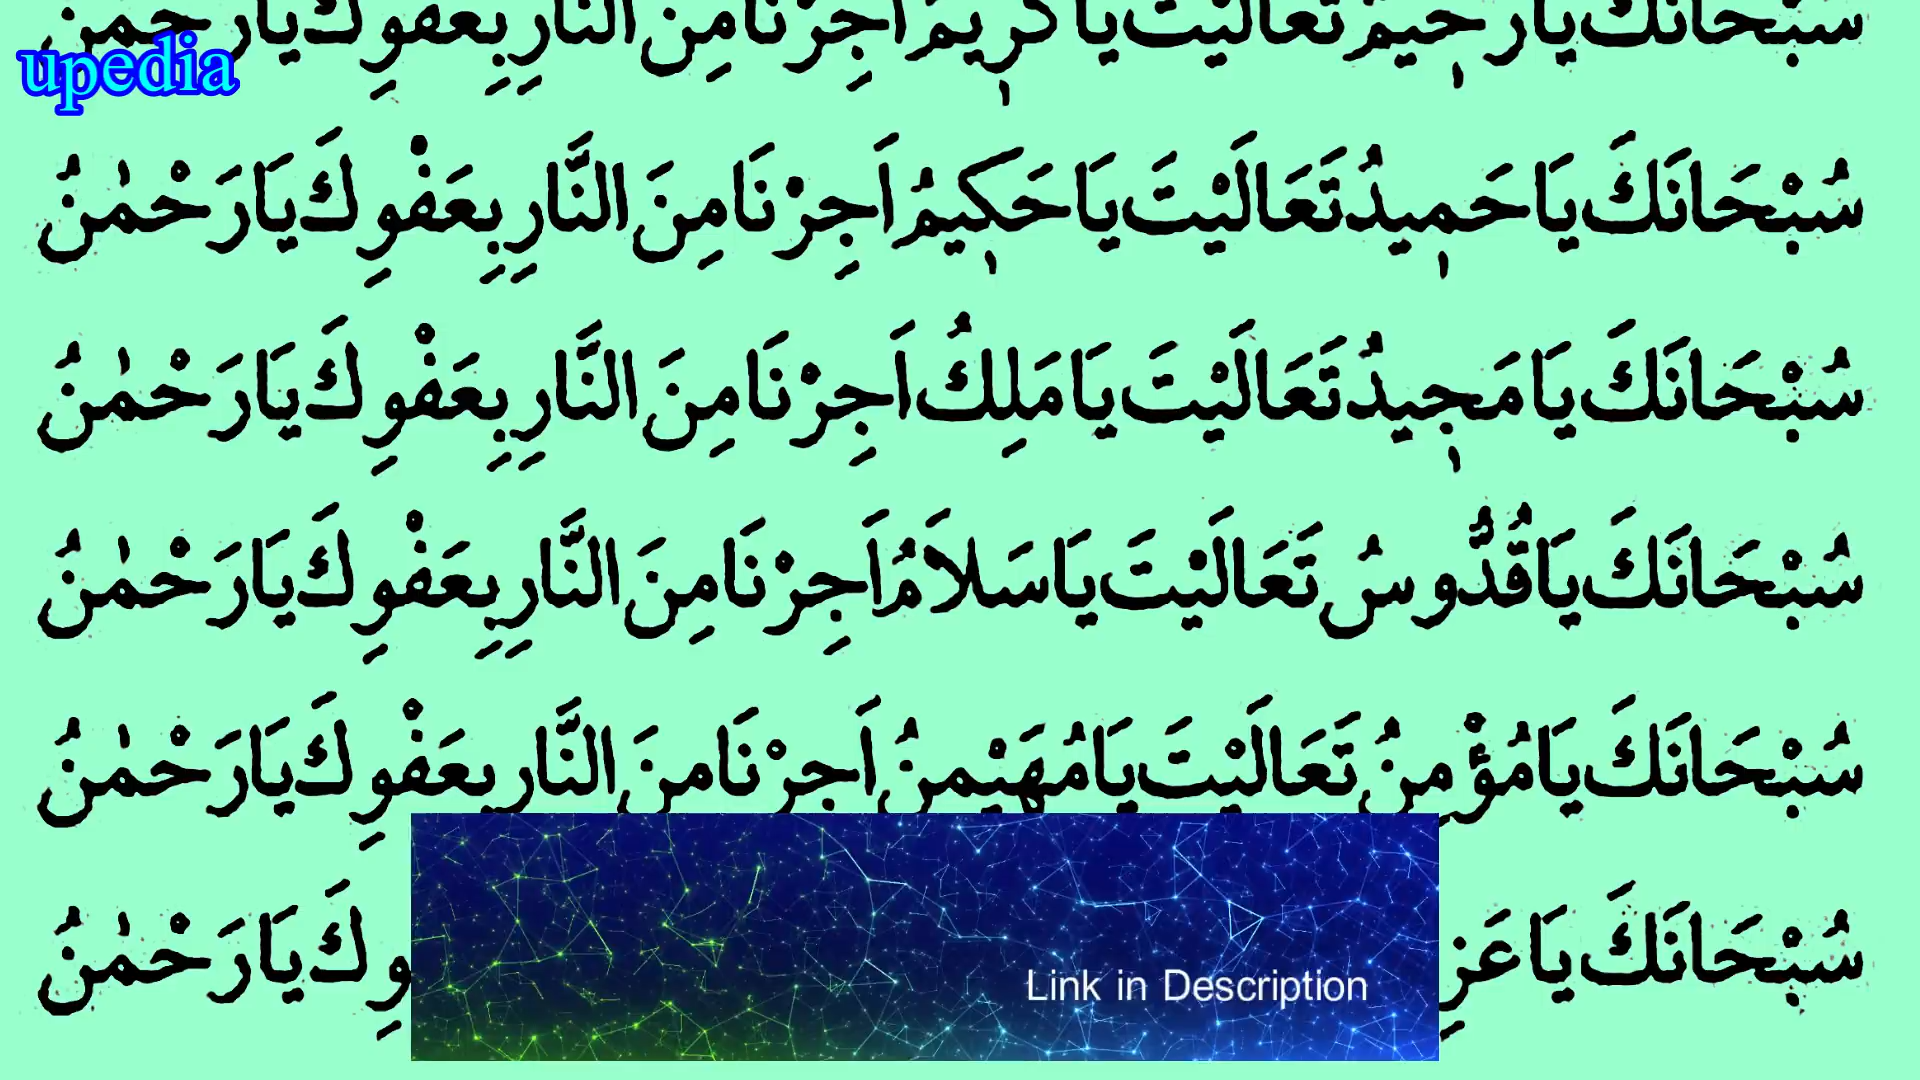 سُبْحَانَكَ يَا رَحِيمُ تَعَالَيْتَ يَا كَرِيمُ اَجِرْنَا مِنَ النَّارِ بِعَفْوِكَ يَا رَحْمٰنُ
upedia
سُبْحَانَكَ يَا حَمِيدُ تَعَالَيْتَ يَا حَكِيمُ اَجِرْنَا مِنَ النَّارِ بِعَفْوِكَ يَا رَحْمٰنُ
سُبْحَانَكَ يَا مَجِيدُ تَعَالَيْتَ يَا مَلِكُ اَجِرْنَا مِنَ النَّارِ بِعَفْوِكَ يَا رَحْمٰنُ
سُبْحَانَكَ يَا قُدُّوسُ تَعَالَيْتَ يَا سَلاَمُ اَجِرْنَا مِنَ النَّارِ بِعَفْوِكَ يَا رَحْمٰنُ
سُبْحَانَكَ يَا مُؤْمِنُ تَعَالَيْتَ يَا مُهَيْمِنُ اَجِرْنَا مِنَ النَّارِ بِعَفْوِكَ يَا رَحْمٰنُ
سُبْحَانَكَ يَا كَ يَا رَحْمٰنُ
Link in Description